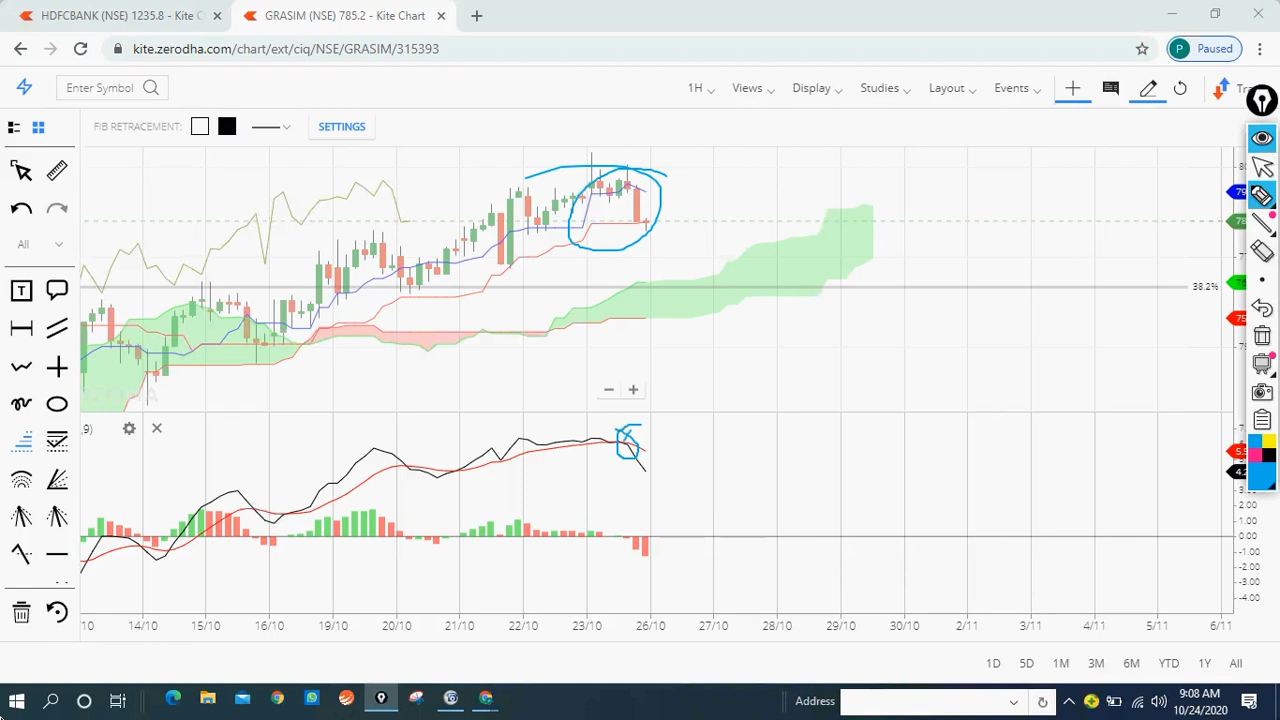 HDFCBANK (NSE) 1235.8 - Kite C
GRASIM (NSE) 785.2 - Kite Chart
kite.zerodha.com/chart/ext/ciq/NSE/GRASIM/315393
P Paused
Enter Symbol
1H Views Display Studies Layout Events
FIB RETRACEMENT: SETTINGS
All
T
38.2%
,9)
2.00
1.00
0.00
-1.00
-2.00
-3.00
-4.00
/10 14/10 15/10 16/10 19/10 20/10 21/10 22/10 23/10 26/10 27/10 28/10 29/10 30/10 2/11 3/11 4/11 5/11 6/11
1D 5D 1M 3M 6M YTD 1Y All
Address
9:08 AM
10/24/2020